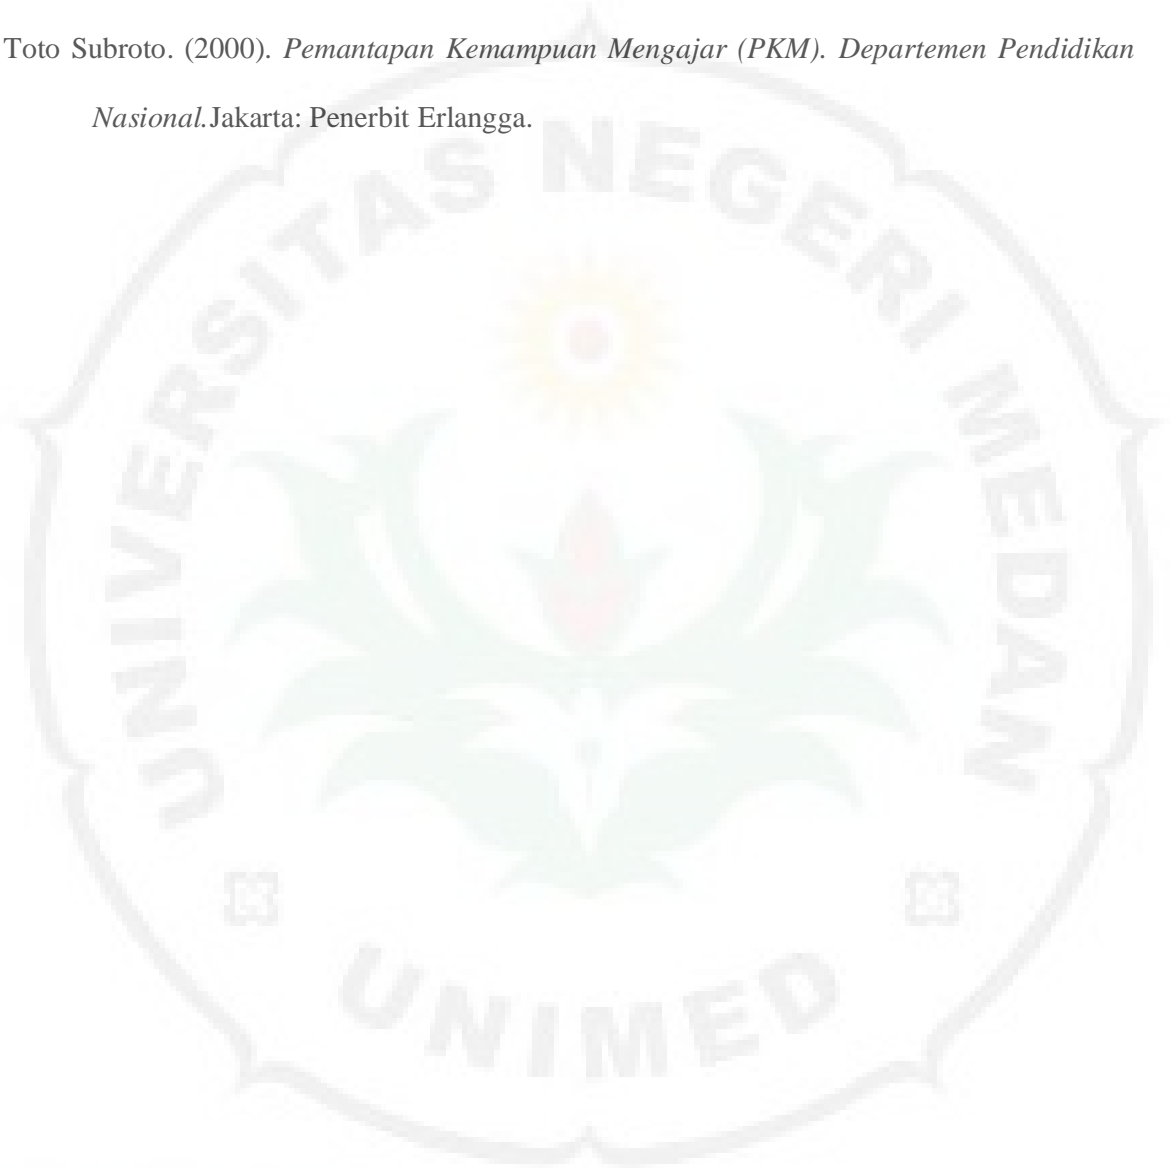 Toto Subroto. (2000). Pemantapan Kemampuan Mengajar (PKM). Departemen Pendidikan
Nasional.Jakarta: Penerbit Erlangga.
UNIVERSITAS NEGERI MEDAN
UNIMED